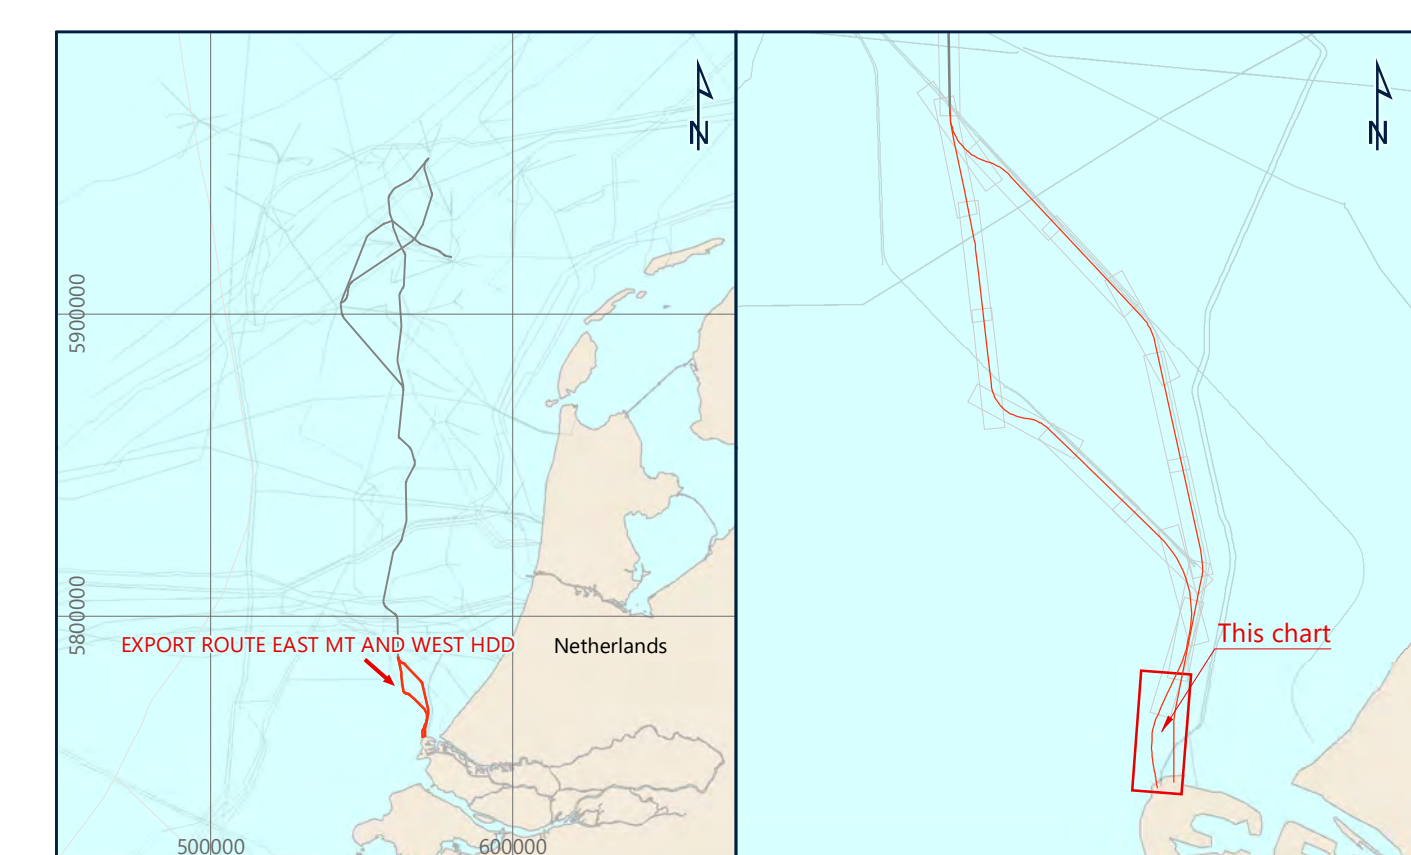 N
N
5900000
5800000
EXPORT ROUTE EAST MT AND WEST HDD
Netherlands
This chart
500000
600000